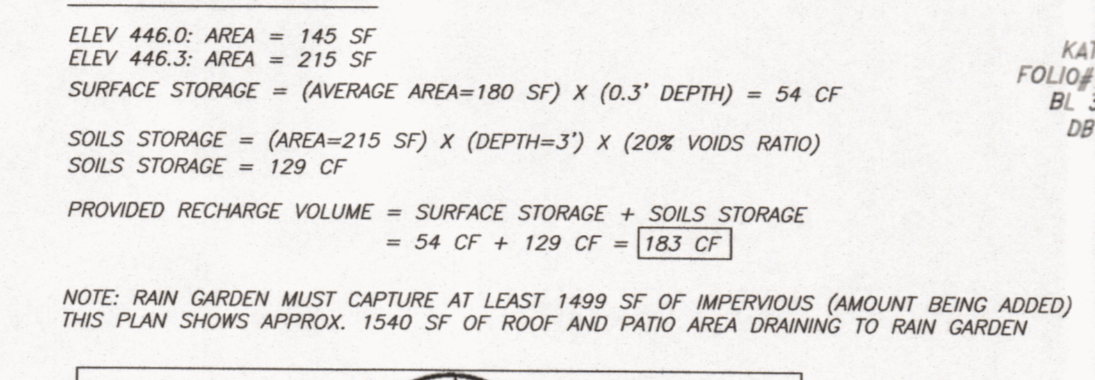 ELEV 446.0: AREA = 145 SF
ELEV 446.3: AREA = 215 SF
SURFACE STORAGE = (AVERAGE AREA=180 SF) X (0.3' DEPTH) = 54 CF
SOILS STORAGE = (AREA=215 SF) X (DEPTH=3') X (20% VOIDS RATIO)
SOILS STORAGE = 129 CF
PROVIDED RECHARGE VOLUME = SURFACE STORAGE + SOILS STORAGE
= 54 CF + 129 CF = 183 CF
NOTE: RAIN GARDEN MUST CAPTURE AT LEAST 1499 SF OF IMPERVIOUS (AMOUNT BEING ADDED)
THIS PLAN SHOWS APPROX. 1540 SF OF ROOF AND PATIO AREA DRAINING TO RAIN GARDEN
KAT
FOLIO#
BL 3
DB